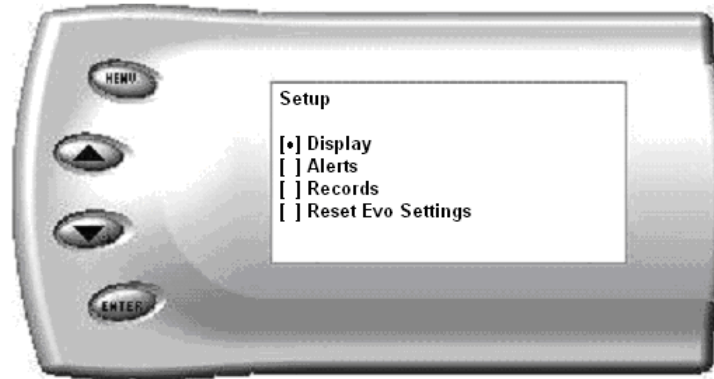 MENU
Setup
[•] Display
[ ] Alerts
[ ] Records
[ ] Reset Evo Settings
ENTER